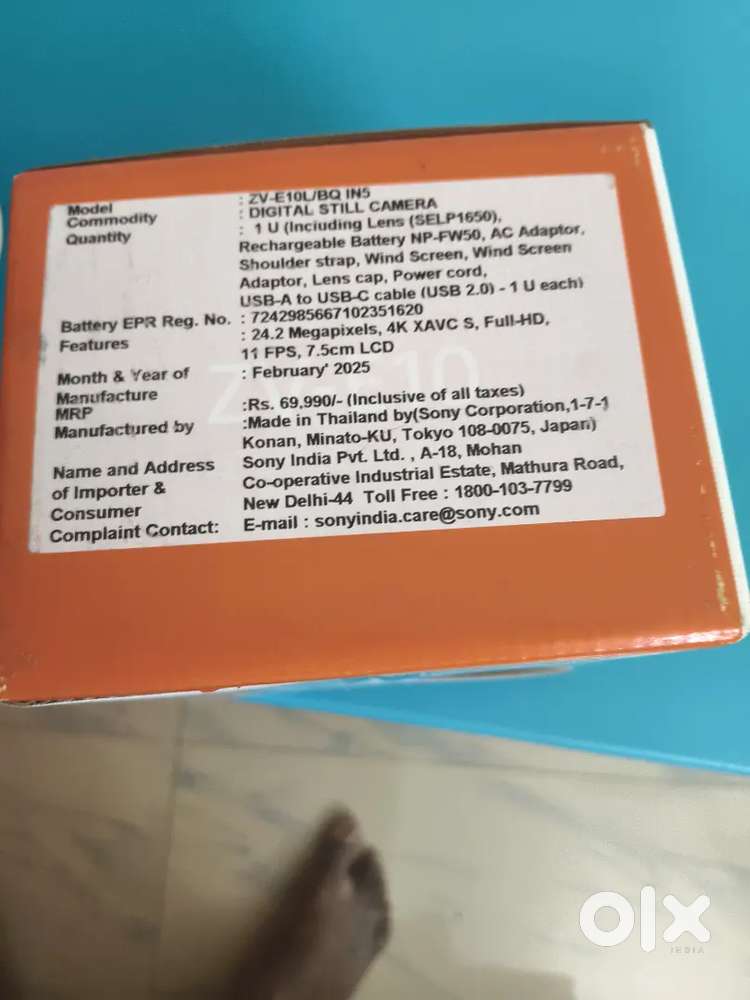 Model : ZV-E10L/BQ IN5
Commodity : DIGITAL STILL CAMERA
Quantity : 1 U (Including Lens (SELP1650),
Rechargeable Battery NP-FW50, AC Adaptor,
Shoulder strap, Wind Screen, Wind Screen
Adaptor, Lens cap, Power cord,
USB-A to USB-C cable (USB 2.0) - 1 U each)
Battery EPR Reg. No. : 7242985667102351620
Features : 24.2 Megapixels, 4K XAVC S, Full-HD,
11 FPS, 7.5cm LCD
Month & Year of : February' 2025
Manufacture
MRP :Rs. 69,990/- (Inclusive of all taxes)
Manufactured by :Made in Thailand by(Sony Corporation,1-7-1
Konan, Minato-KU, Tokyo 108-0075, Japan)
Name and Address Sony India Pvt. Ltd. , A-18, Mohan
of Importer & Co-operative Industrial Estate, Mathura Road,
Consumer New Delhi-44 Toll Free : 1800-103-7799
Complaint Contact: E-mail : sonyindia.care@sony.com
ZV-E10
olx
INDIA